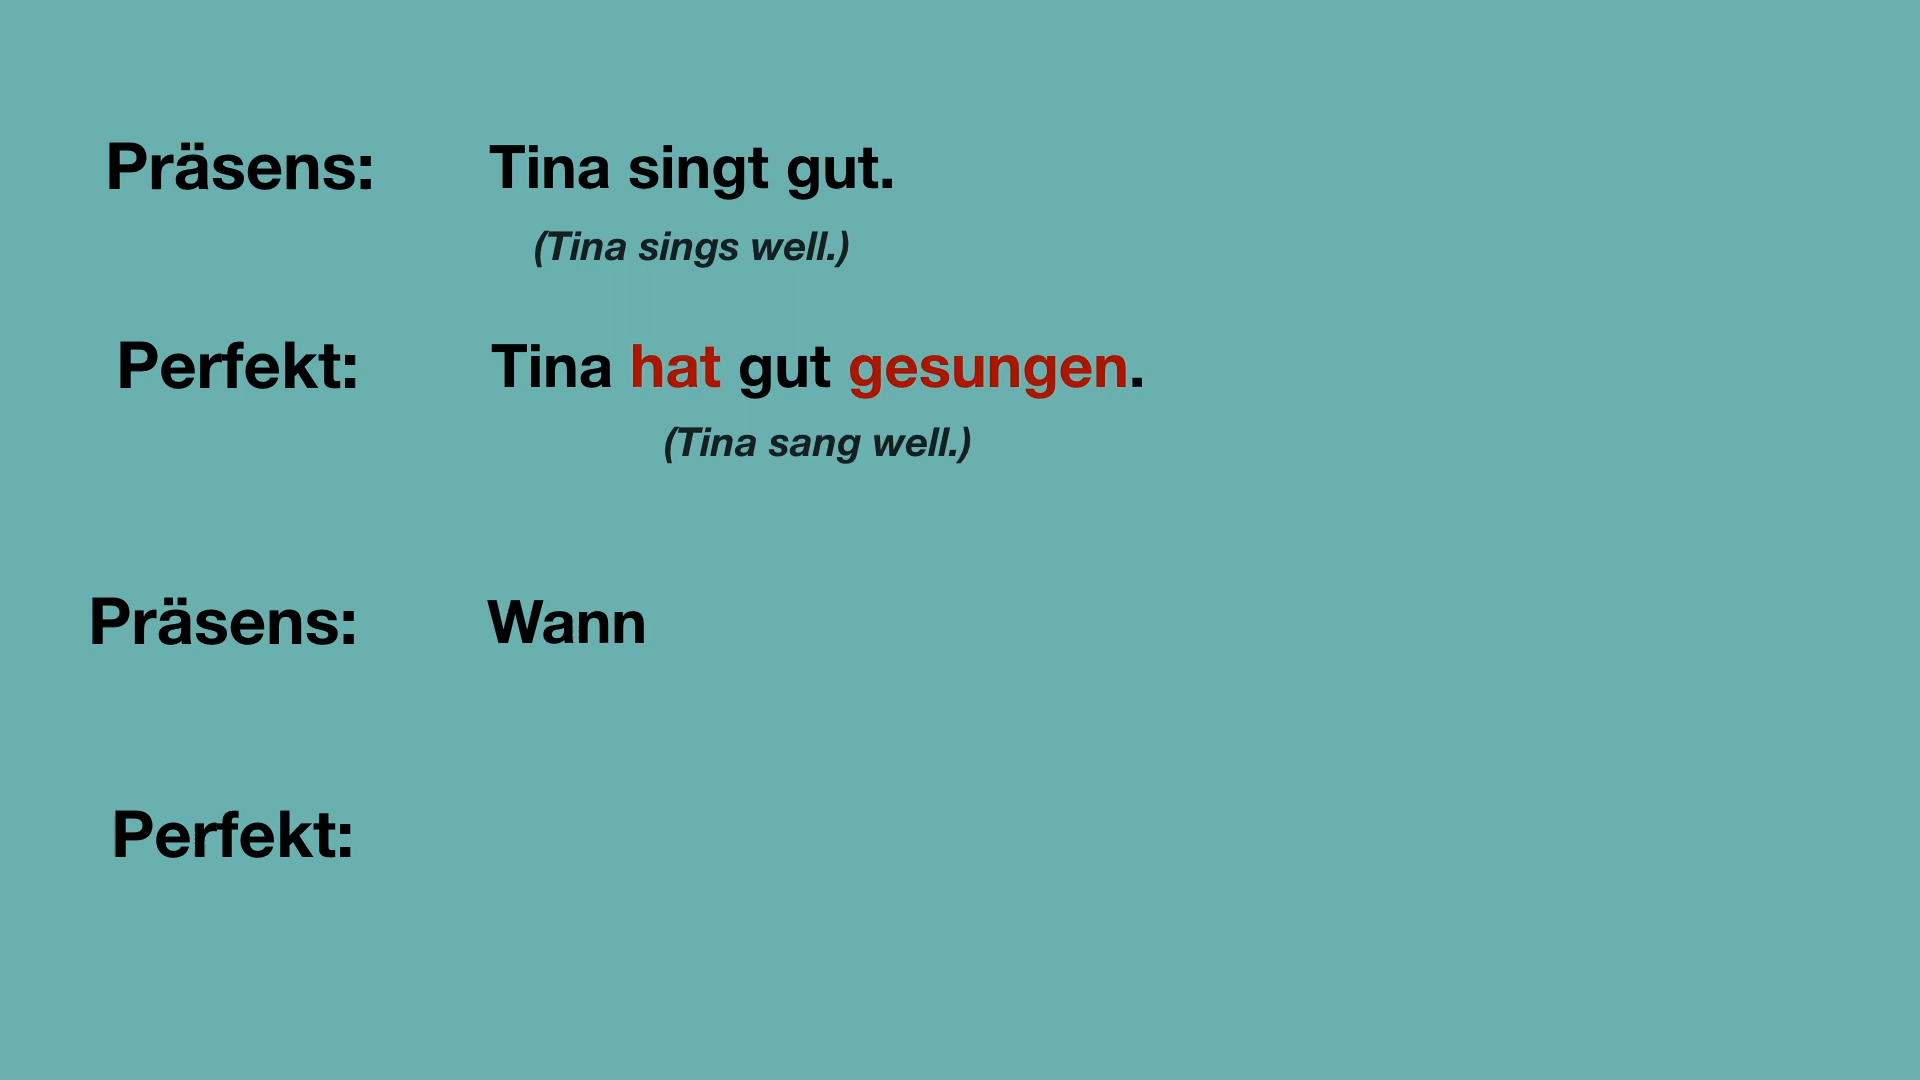 Präsens: Tina singt gut.
(Tina sings well.)
Perfekt: Tina hat gut gesungen.
(Tina sang well.)
Präsens: Wann
Perfekt: